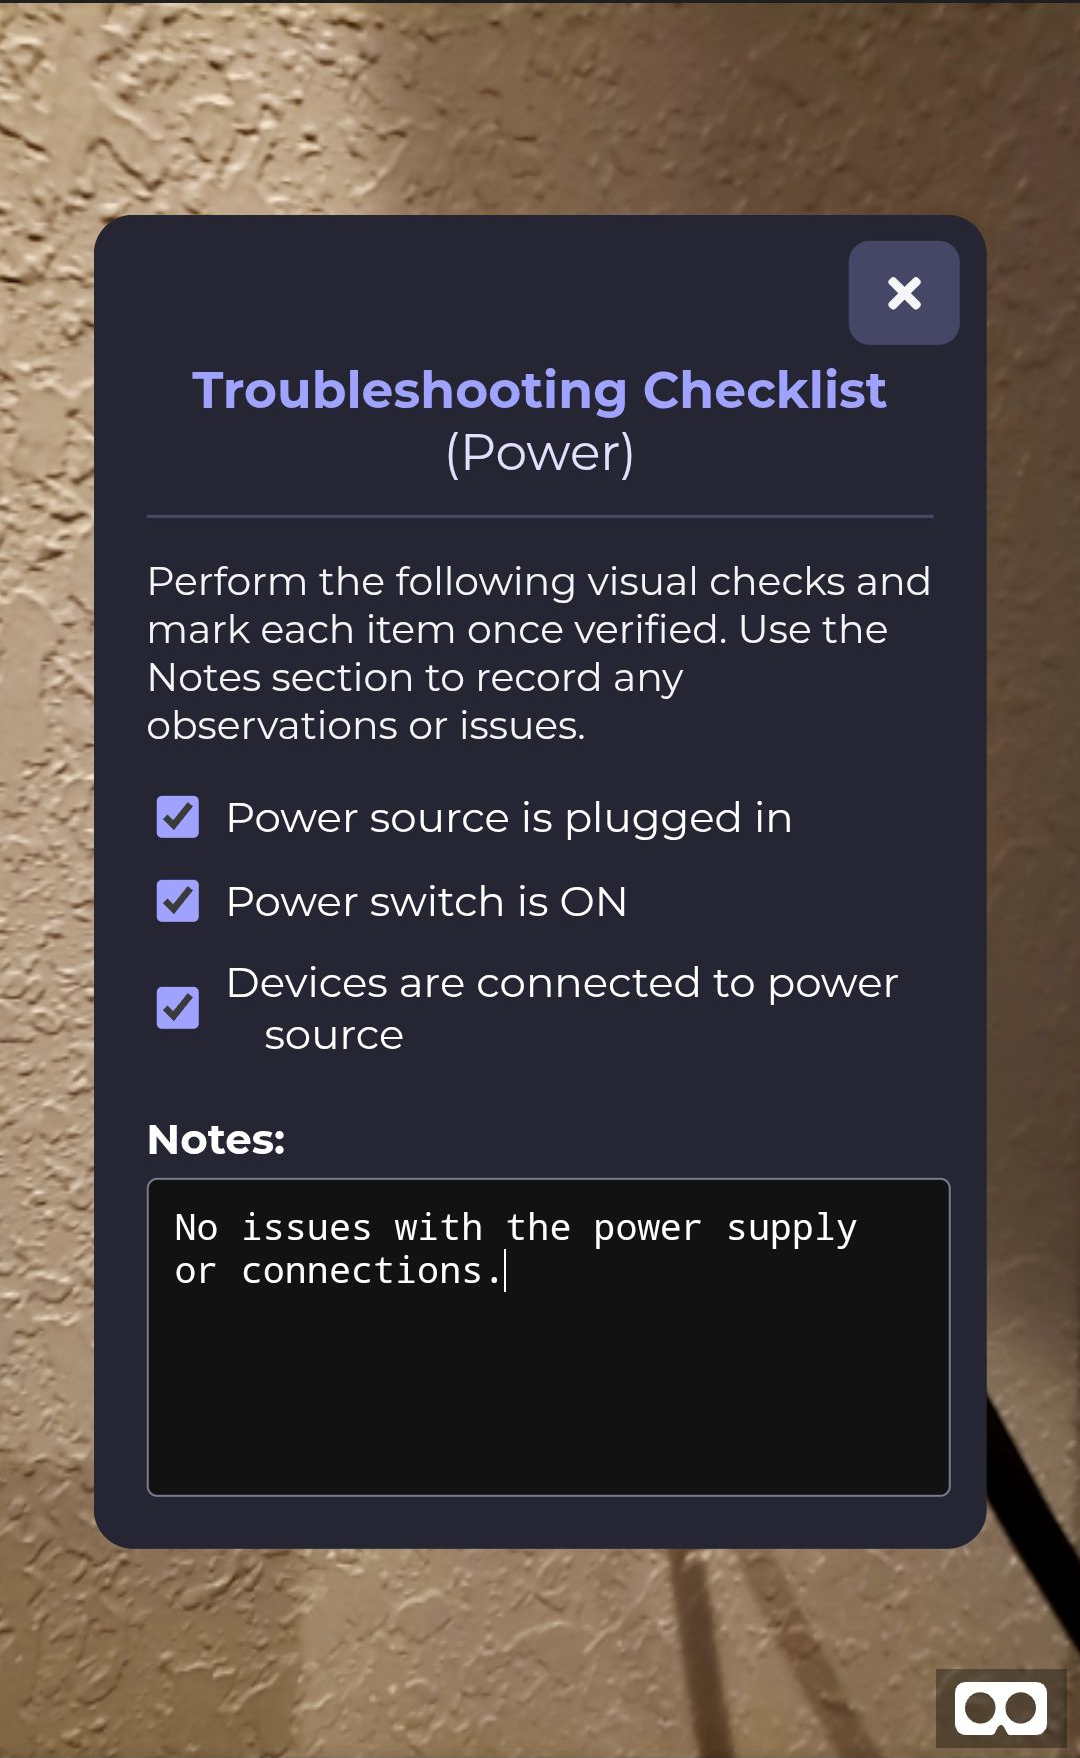 Troubleshooting Checklist
(Power)
Perform the following visual checks and
mark each item once verified. Use the
Notes section to record any
observations or issues.
Power source is plugged in
Power switch is ON
Devices are connected to power
source
Notes:
No issues with the power supply
or connections.